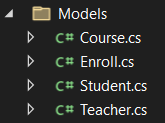 Models
C# Course.cs
C# Enroll.cs
C# Student.cs
C# Teacher.cs